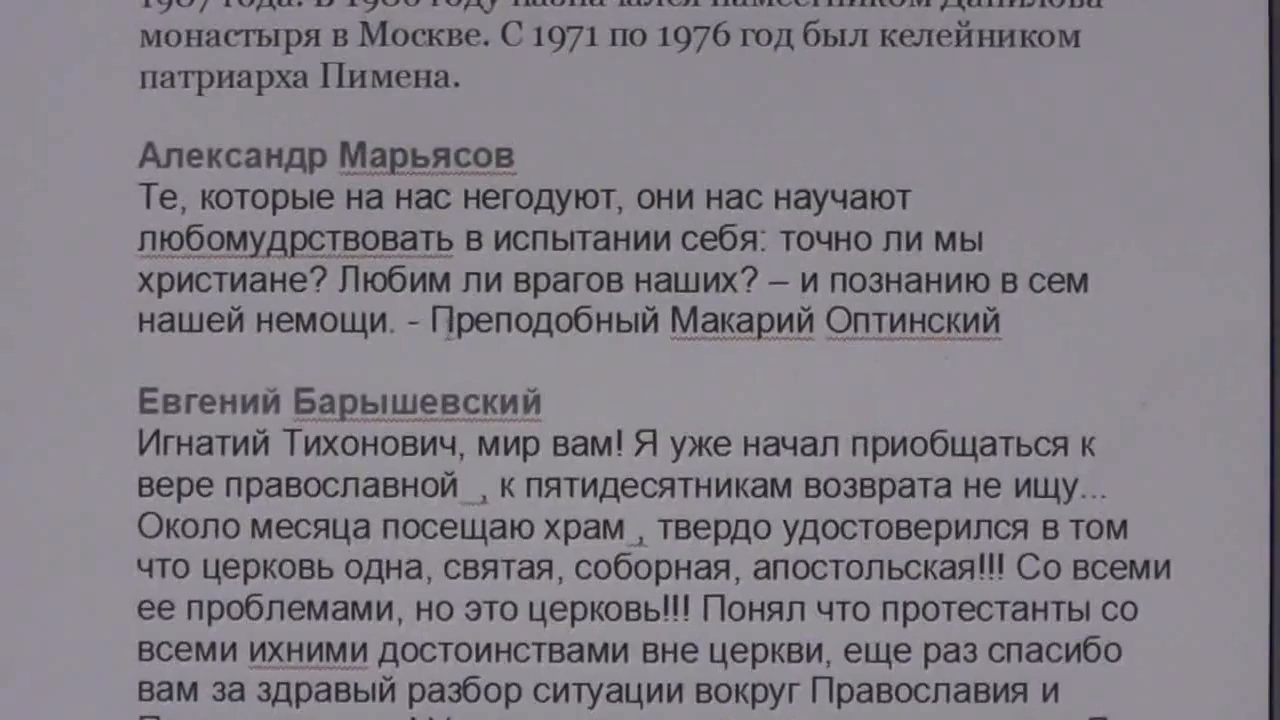 монастыря в Москве. С 1971 по 1976 год был келейником
патриарха Пимена.
Александр Марьясов
Те, которые на нас негодуют, они нас научают
любомудрствовать в испытании себя: точно ли мы
христиане? Любим ли врагов наших? – и познанию в сем
нашей немощи. - Преподобный Макарий Оптинский
Евгений Барышевский
Игнатий Тихонович, мир вам! Я уже начал приобщаться к
вере православной , к пятидесятникам возврата не ищу...
Около месяца посещаю храм , твердо удостоверился в том
что церковь одна, святая, соборная, апостольская!!! Со всеми
ее проблемами, но это церковь!!! Понял что протестанты со
всеми ихними достоинствами вне церкви, еще раз спасибо
вам за здравый разбор ситуации вокруг Православия и